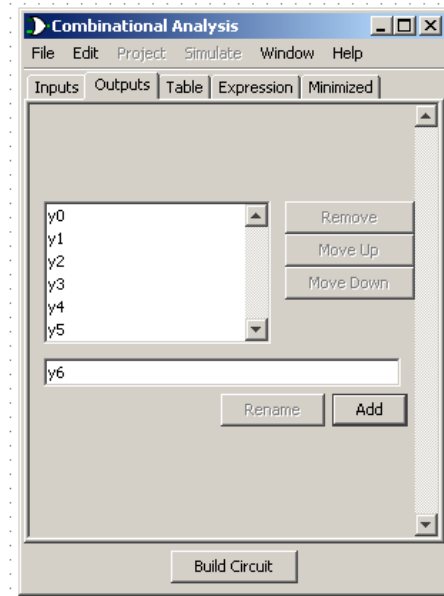 Combinational Analysis
File Edit Project Simulate Window Help
Inputs Outputs Table Expression Minimized
y0
y1
y2
y3
y4
y5
Remove
Move Up
Move Down
y6
Rename Add
Build Circuit